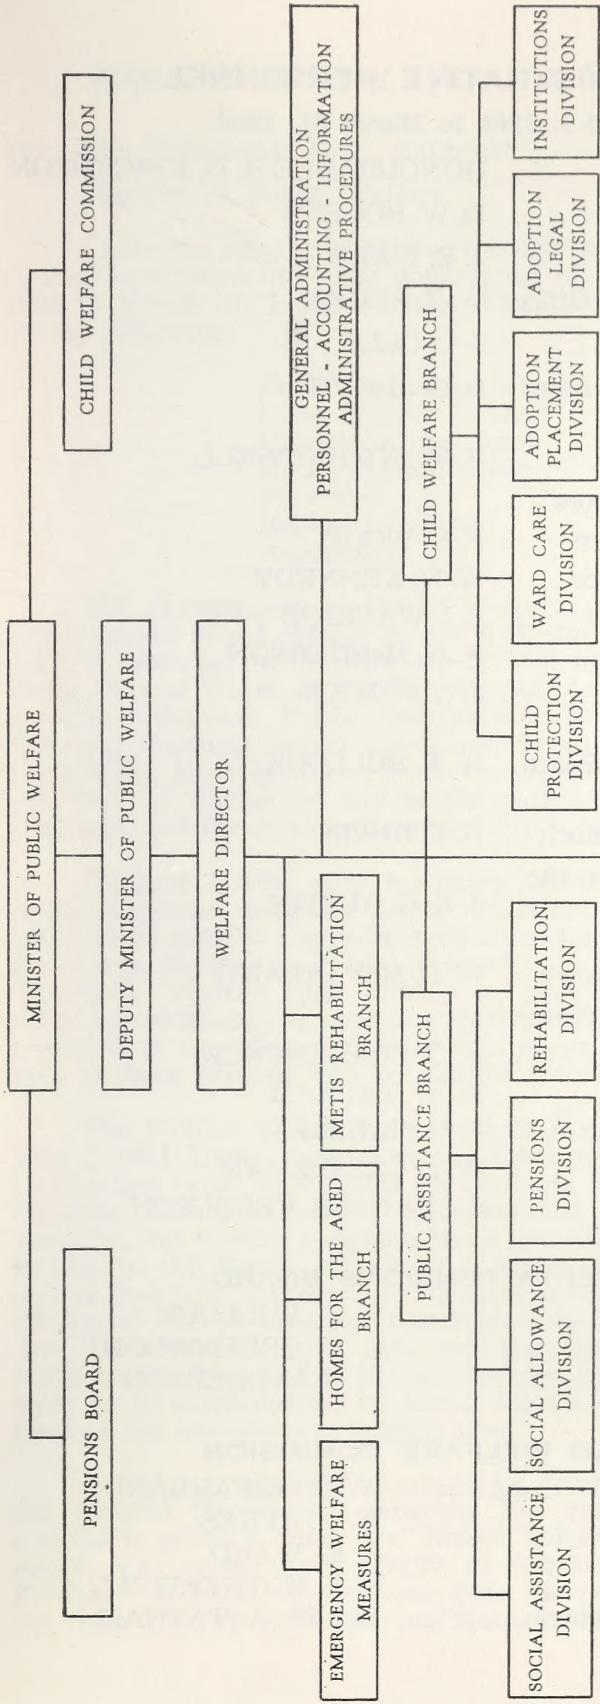 MINISTER OF PUBLIC WELFARE
PENSIONS BOARD
CHILD WELFARE COMMISSION
DEPUTY MINISTER OF PUBLIC WELFARE
WELFARE DIRECTOR
GENERAL ADMINISTRATION
PERSONNEL - ACCOUNTING - INFORMATION
ADMINISTRATIVE PROCEDURES
EMERGENCY WELFARE
MEASURES
HOMES FOR THE AGED
BRANCH
METIS REHABILITATION
BRANCH
PUBLIC ASSISTANCE BRANCH
CHILD WELFARE BRANCH
SOCIAL ASSISTANCE
DIVISION
SOCIAL ALLOWANCE
DIVISION
PENSIONS
DIVISION
REHABILITATION
DIVISION
CHILD
PROTECTION
DIVISION
WARD CARE
DIVISION
ADOPTION
PLACEMENT
DIVISION
ADOPTION
LEGAL
DIVISION
INSTITUTIONS
DIVISION